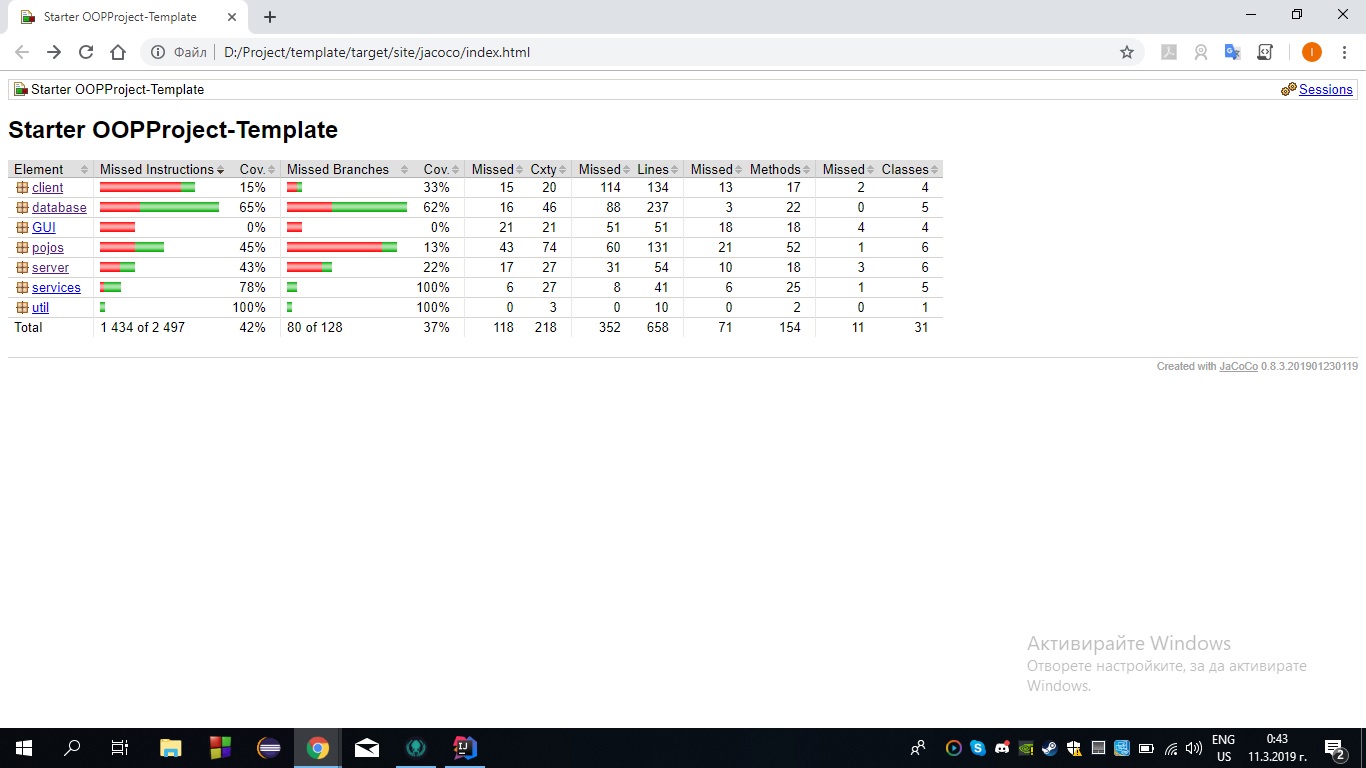 Starter OOPProject-Template
Файл D:/Project/template/target/site/jacoco/index.html
I
Starter OOPProject-Template Sessions
Starter OOPProject-Template
Element Missed Instructions Cov. Missed Branches Cov. Missed Cxty Missed Lines Missed Methods Missed Classes
client 15% 33% 15 20 114 134 13 17 2 4
database 65% 62% 16 46 88 237 3 22 0 5
GUI 0% 0% 21 21 51 51 18 18 4 4
pojos 45% 13% 43 74 60 131 21 52 1 6
server 43% 22% 17 27 31 54 10 18 3 6
services 78% 100% 6 27 8 41 6 25 1 5
util 100% 100% 0 3 0 10 0 2 0 1
Total 1 434 of 2 497 42% 80 of 128 37% 118 218 352 658 71 154 11 31
Created with JaCoCo 0.8.3.201901230119
Активирайте Windows
Отворете настройките, за да активирате
Windows.
ENG 0:43
US 11.3.2019 г. 2